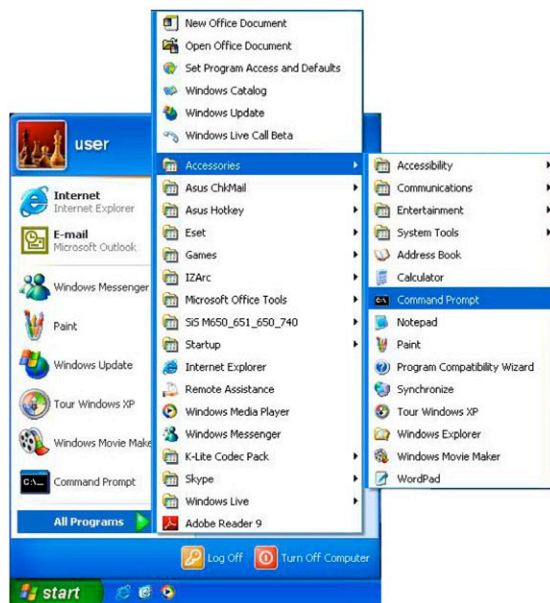 New Office Document
Open Office Document
Set Program Access and Defaults
Windows Catalog
Windows Update
Windows Live Call Beta
Accessories
Asus ChkMail
Asus Hotkey
Eset
Games
IZArc
Microsoft Office Tools
SiS M650_651_650_740
Startup
Internet Explorer
Remote Assistance
Windows Media Player
Windows Messenger
K-Lite Codec Pack
Skype
Windows Live
Adobe Reader 9
Accessibility
Communications
Entertainment
System Tools
Address Book
Calculator
Command Prompt
Notepad
Paint
Program Compatibility Wizard
Synchronize
Tour Windows XP
Windows Explorer
Windows Movie Maker
WordPad
user
Internet
Internet Explorer
E-mail
Microsoft Outlook
Windows Messenger
Paint
Windows Update
Tour Windows XP
Windows Movie Make
Command Prompt
All Programs
Log Off
Turn Off Computer
start